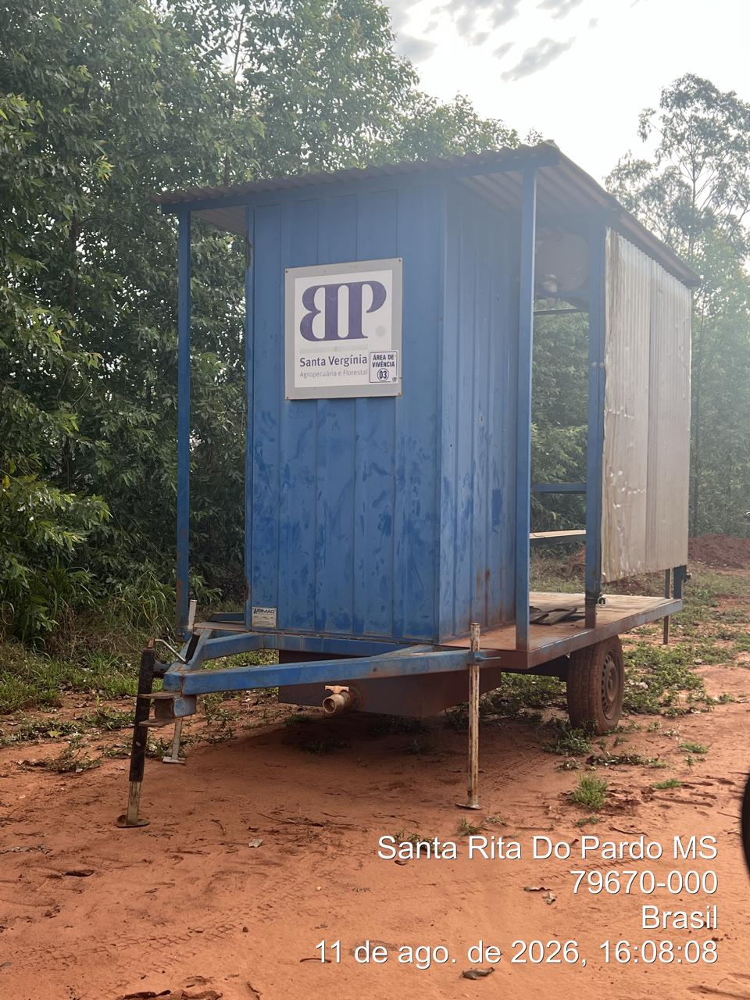 BP
Santa Vergínia
Agropecuária e Florestal
ÁREA DE
VIVÊNCIA
03
Santa Rita Do Pardo MS
79670-000
Brasil
11 de ago. de 2026, 16:08:08